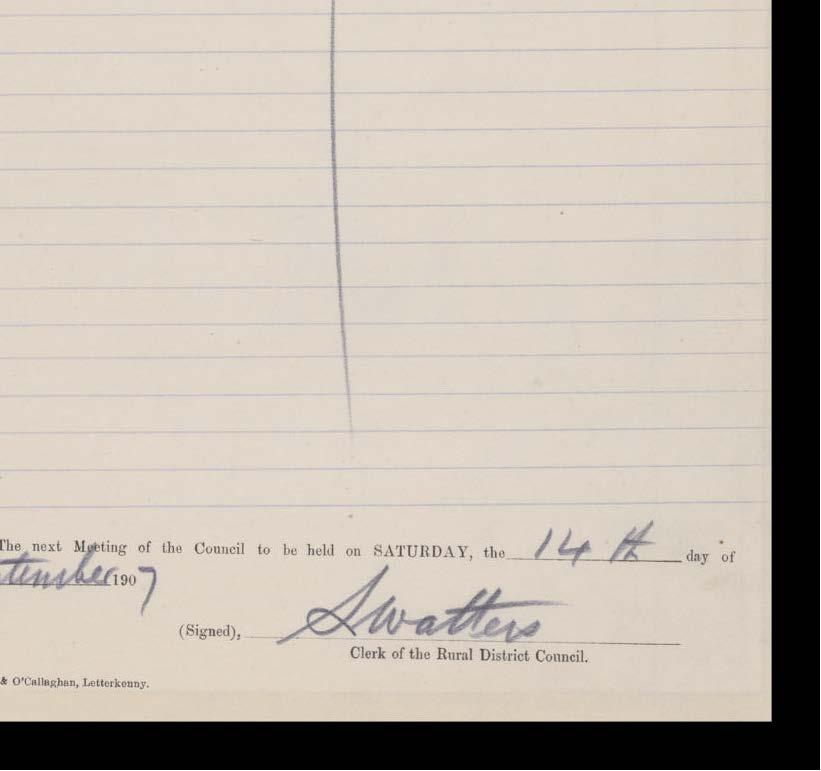 The next Meeting of the Council to be held on SATURDAY, the 14th day of
tember 1907
(Signed), SWatters
Clerk of the Rural District Council.
& O'Callaghan, Letterkenny.